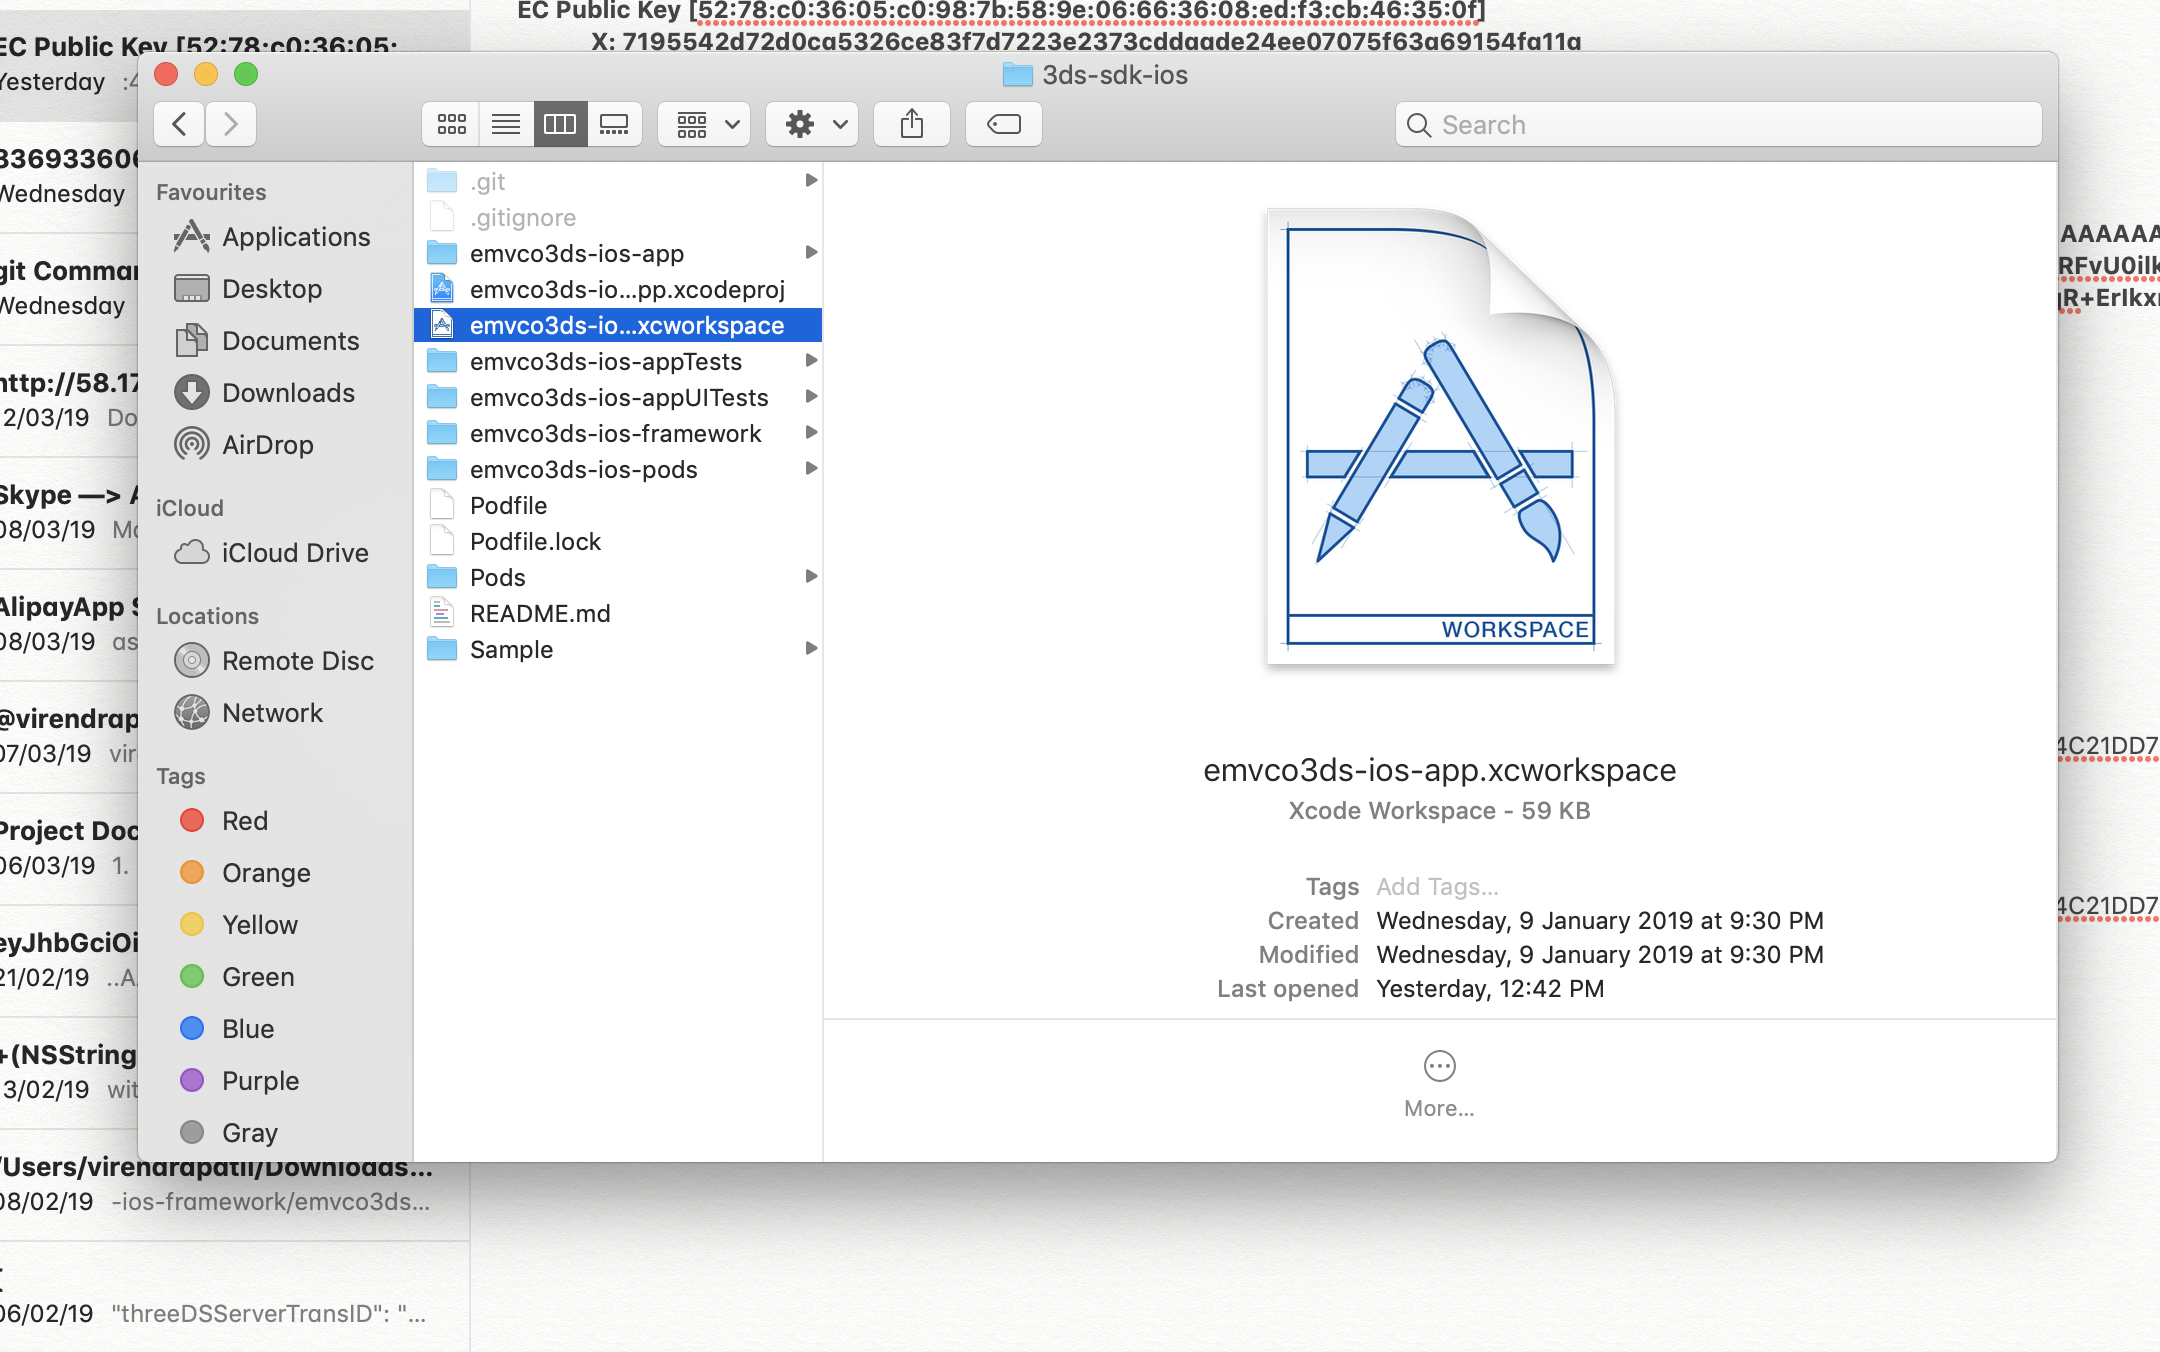 EC Public Key [52:78:c0:36:05:c0:98:7b:58:9e:06:66:36:08:ed:f3:cb:46:35:0f]
X: 7195542d72d0ca5326ce83f7d7223e2373cddaade24ee07075f63a69154fa11a
EC Public Key [52:78:c0:36:05:
Yesterday :4
33693360
Wednesday
git Comma
Wednesday
http://58.17
12/03/19 Do
Skype —> A
08/03/19 Mo
AlipayApp S
08/03/19 as
@virendrap
07/03/19 vir
Project Doc
06/03/19 1.
eyJhbGciOi
21/02/19 ..A
+(NSString
13/02/19 wit
/Users/virendrapatil/Downloads...
08/02/19 -ios-framework/emvco3ds...
06/02/19 "threeDSServerTransID": "...
3ds-sdk-ios
Search
Favourites
Applications
Desktop
Documents
Downloads
AirDrop
iCloud
iCloud Drive
Locations
Remote Disc
Network
Tags
Red
Orange
Yellow
Green
Blue
Purple
Gray
.git
.gitignore
emvco3ds-ios-app
emvco3ds-io...pp.xcodeproj
emvco3ds-io...xcworkspace
emvco3ds-ios-appTests
emvco3ds-ios-appUITests
emvco3ds-ios-framework
emvco3ds-ios-pods
Podfile
Podfile.lock
Pods
README.md
Sample
WORKSPACE
emvco3ds-ios-app.xcworkspace
Xcode Workspace - 59 KB
Tags Add Tags...
Created Wednesday, 9 January 2019 at 9:30 PM
Modified Wednesday, 9 January 2019 at 9:30 PM
Last opened Yesterday, 12:42 PM
More...
AAAAAA
RFvU0ilk
R+ErIkx
4C21DD7
4C21DD7